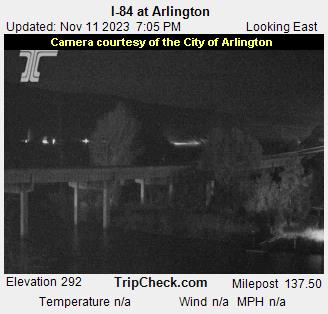 I-84 at Arlington
Updated: Nov 11 2023 7:05 PM Looking East
Camera courtesy of the City of Arlington
Elevation 292 TripCheck.com Milepost 137.50
Temperature n/a Wind n/a MPH n/a